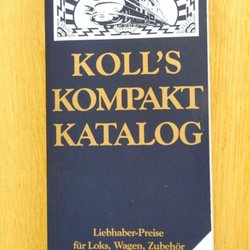 KOLL'S
KOMPAKT
KATALOG
Liebhaber-Preise
für Loks, Wagen, Zubehör